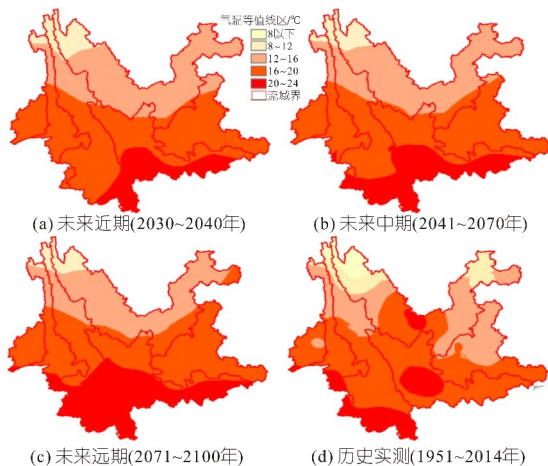 气温等值线区/℃
8以下
8~12
12~16
16~20
20~24
流域界
(a) 未来近期(2030~2040年)
(b) 未来中期(2041~2070年)
(c) 未来远期(2071~2100年)
(d) 历史实测(1951~2014年)